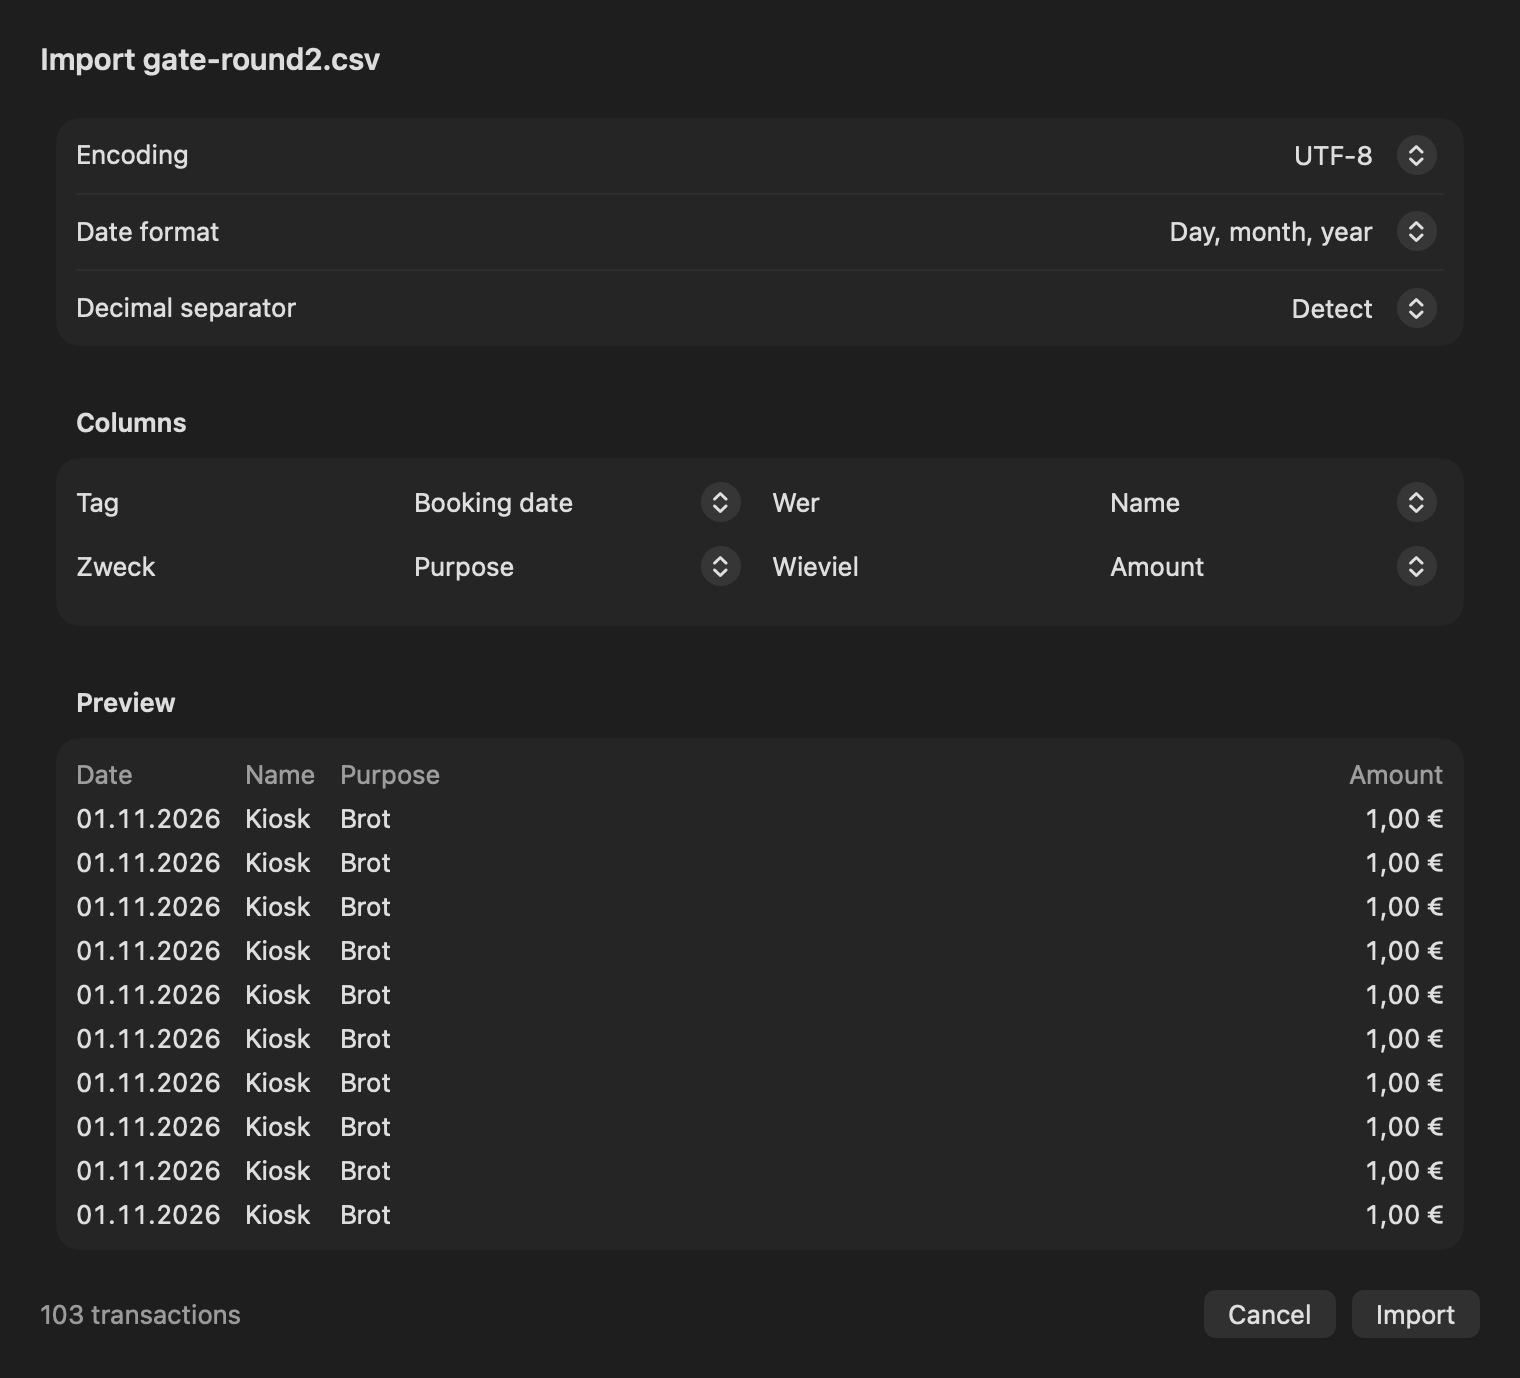 Import gate-round2.csv
Encoding UTF-8
Date format Day, month, year
Decimal separator Detect
Columns
Tag Booking date Wer Name
Zweck Purpose Wieviel Amount
Preview
Date Name Purpose Amount
01.11.2026 Kiosk Brot 1,00 €
01.11.2026 Kiosk Brot 1,00 €
01.11.2026 Kiosk Brot 1,00 €
01.11.2026 Kiosk Brot 1,00 €
01.11.2026 Kiosk Brot 1,00 €
01.11.2026 Kiosk Brot 1,00 €
01.11.2026 Kiosk Brot 1,00 €
01.11.2026 Kiosk Brot 1,00 €
01.11.2026 Kiosk Brot 1,00 €
01.11.2026 Kiosk Brot 1,00 €
103 transactions Cancel Import